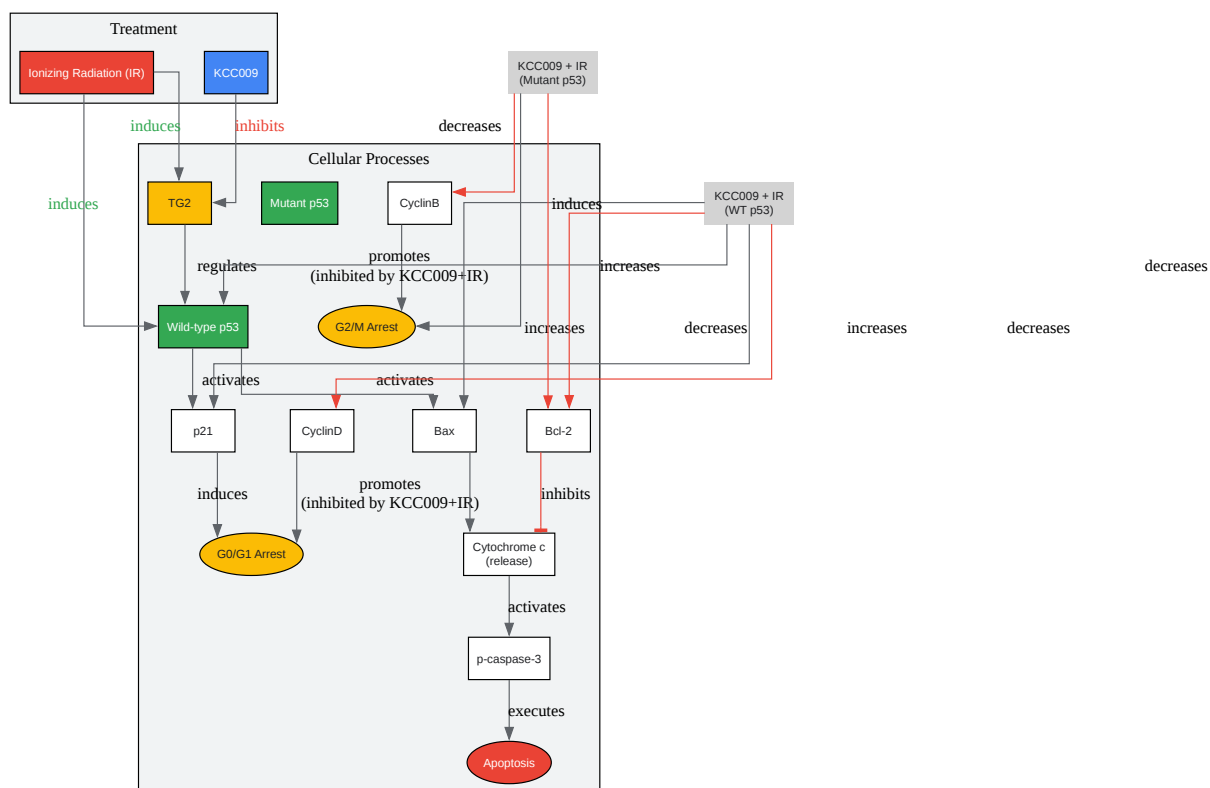 Treatment
Ionizing Radiation (IR)
KCC009
KCC009 + IR
(Mutant p53)
induces
inhibits
decreases
Cellular Processes
TG2
Mutant p53
CyclinB
KCC009 + IR
(WT p53)
induces
induces
promotes
(inhibited by KCC009+IR)
regulates
increases
decreases
Wild-type p53
G2/M Arrest
increases
decreases
increases
decreases
activates
activates
p21
CyclinD
Bax
Bcl-2
induces
promotes
(inhibited by KCC009+IR)
inhibits
G0/G1 Arrest
Cytochrome c
(release)
activates
p-caspase-3
executes
Apoptosis